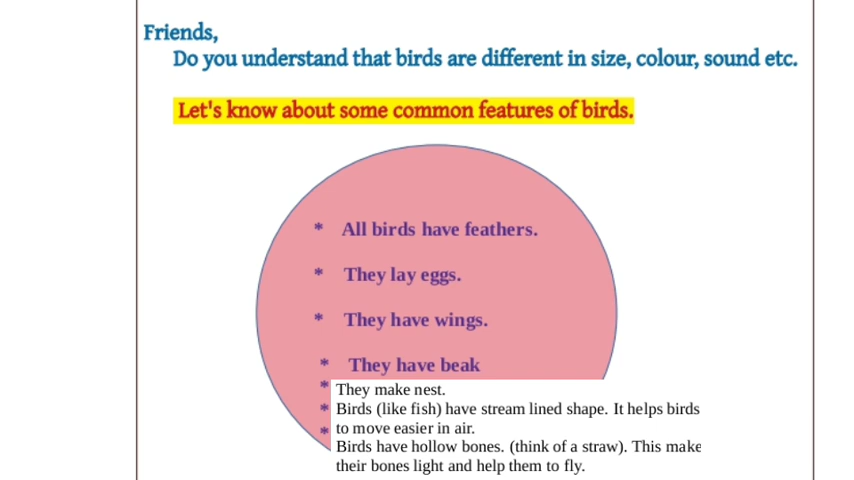 Friends,
Do you understand that birds are different in size, colour, sound etc.
Let's know about some common features of birds.
* All birds have feathers.
* They lay eggs.
* They have wings.
* They have beak
* They make nest.
* Birds (like fish) have stream lined shape. It helps birds
to move easier in air.
* Birds have hollow bones. (think of a straw). This make
their bones light and help them to fly.